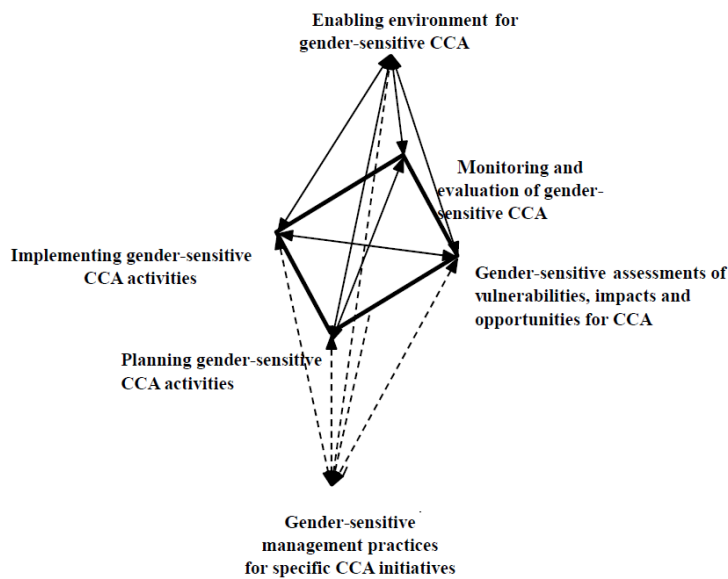 Enabling environment for
gender-sensitive CCA
Monitoring and
evaluation of gender-
sensitive CCA
Implementing gender-sensitive
CCA activities
Gender-sensitive assessments of
vulnerabilities, impacts and
opportunities for CCA
Planning gender-sensitive
CCA activities
Gender-sensitive
management practices
for specific CCA initiatives